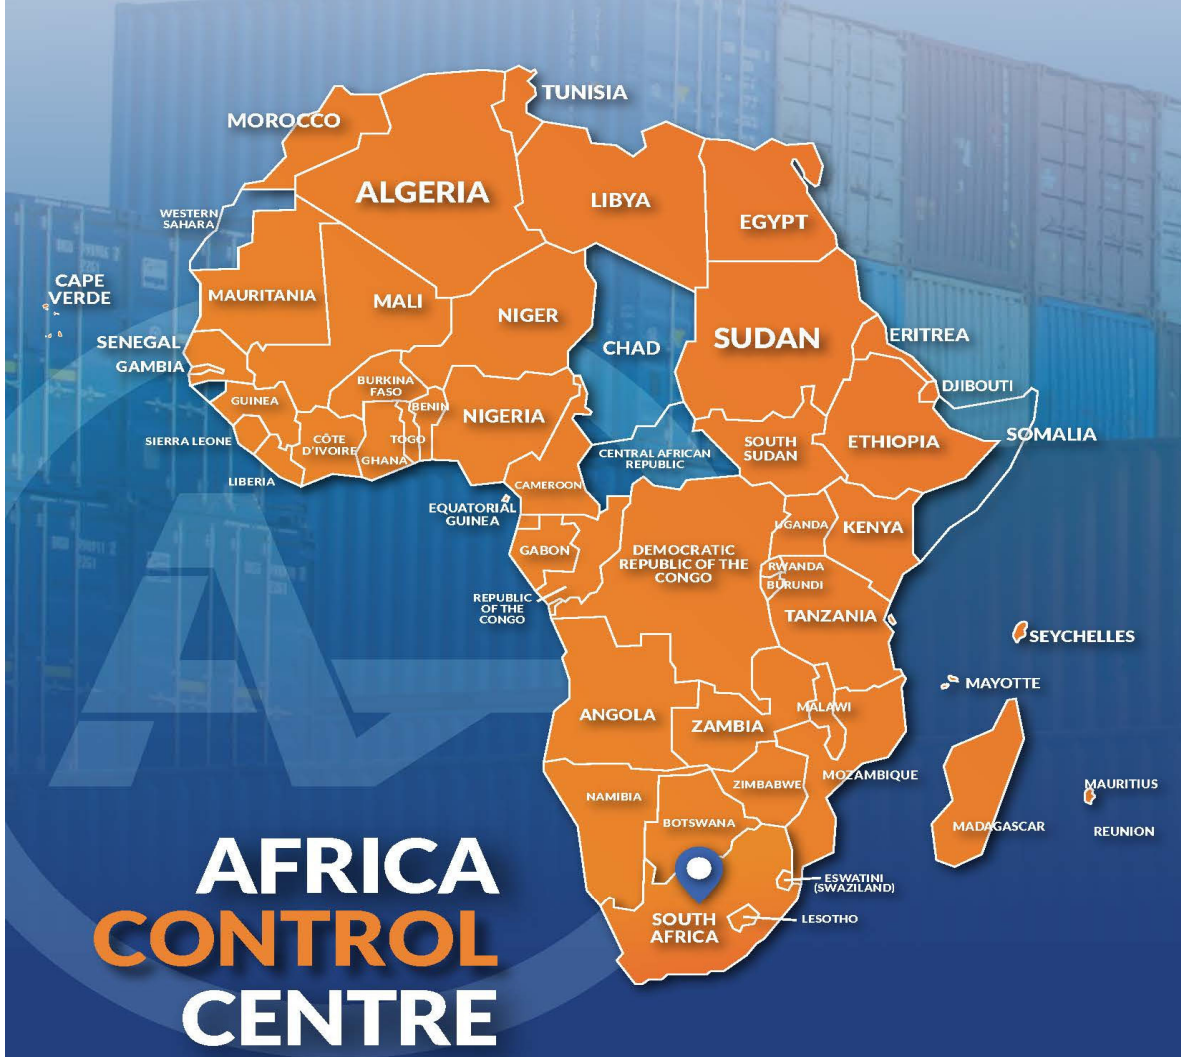 TUNISIA
MOROCCO
ALGERIA
LIBYA
EGYPT
WESTERN
SAHARA
CAPE
VERDE
MAURITANIA
MALI
NIGER
CHAD
SUDAN
ERITREA
SENEGAL
GAMBIA
BURKINA
FASO
DJIBOUTI
GUINEA
BENIN
NIGERIA
SIERRA LEONE
CÔTE
D'IVOIRE
TOGO
GHANA
CENTRAL AFRICAN
REPUBLIC
SOUTH
SUDAN
ETHIOPIA
SOMALIA
LIBERIA
CAMEROON
EQUATORIAL
GUINEA
UGANDA
KENYA
GABON
DEMOCRATIC
REPUBLIC OF THE
CONGO
RWANDA
BURUNDI
REPUBLIC
OF THE
CONGO
TANZANIA
SEYCHELLES
MAYOTTE
ANGOLA
ZAMBIA
MALAWI
MOZAMBIQUE
NAMIBIA
ZIMBABWE
MAURITIUS
BOTSWANA
MADAGASCAR
REUNION
ESWATINI
(SWAZILAND)
SOUTH
AFRICA
LESOTHO
AFRICA
CONTROL
CENTRE